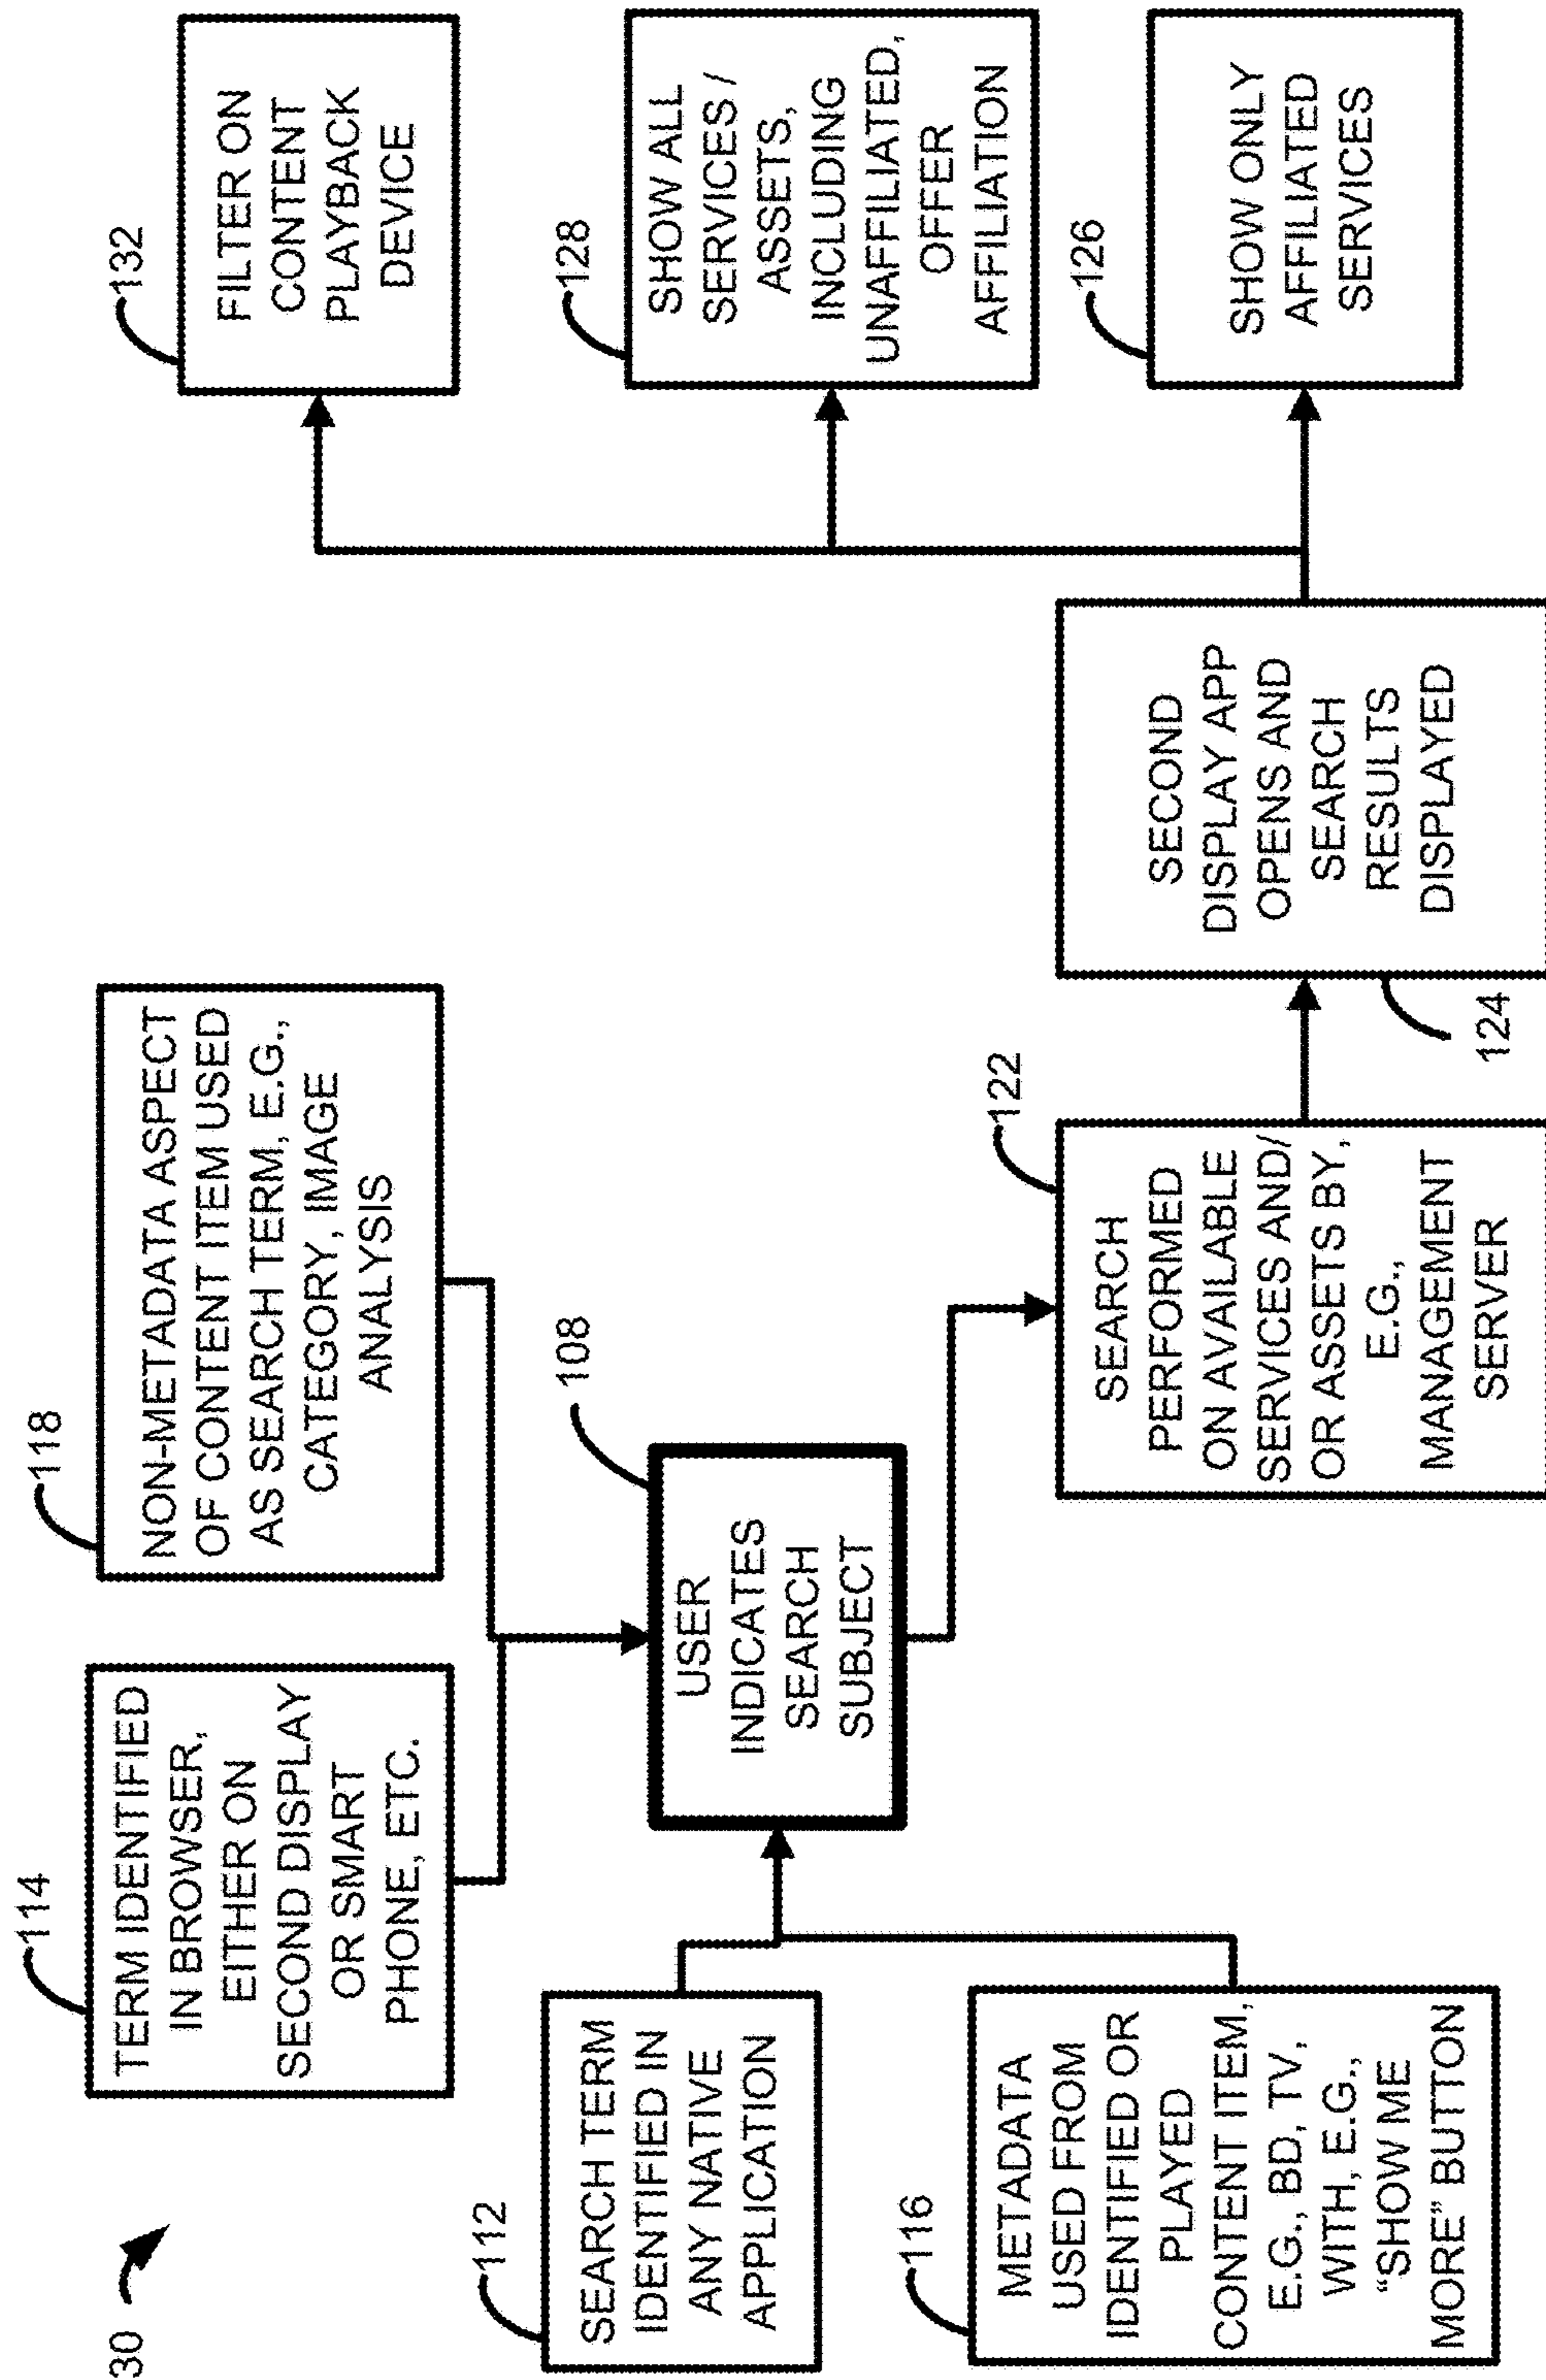 30
114
TERM IDENTIFIED
IN BROWSER,
EITHER ON
SECOND DISPLAY
OR SMART
PHONE, ETC.
118
NON-METADATA ASPECT
OF CONTENT ITEM USED
AS SEARCH TERM, E.G.,
CATEGORY, IMAGE
ANALYSIS
112
SEARCH TERM
IDENTIFIED IN
ANY NATIVE
APPLICATION
116
METADATA
USED FROM
IDENTIFIED OR
PLAYED
CONTENT ITEM,
E.G., BD, TV,
WITH, E.G.,
“SHOW ME
MORE” BUTTON
108
USER
INDICATES
SEARCH
SUBJECT
122
SEARCH
PERFORMED
ON AVAILABLE
SERVICES AND/
OR ASSETS BY,
E.G.,
MANAGEMENT
SERVER
124
SECOND
DISPLAY APP
OPENS AND
SEARCH
RESULTS
DISPLAYED
132
FILTER ON
CONTENT
PLAYBACK
DEVICE
128
SHOW ALL
SERVICES /
ASSETS,
INCLUDING
UNAFFILIATED,
OFFER
AFFILIATION
126
SHOW ONLY
AFFILIATED
SERVICES